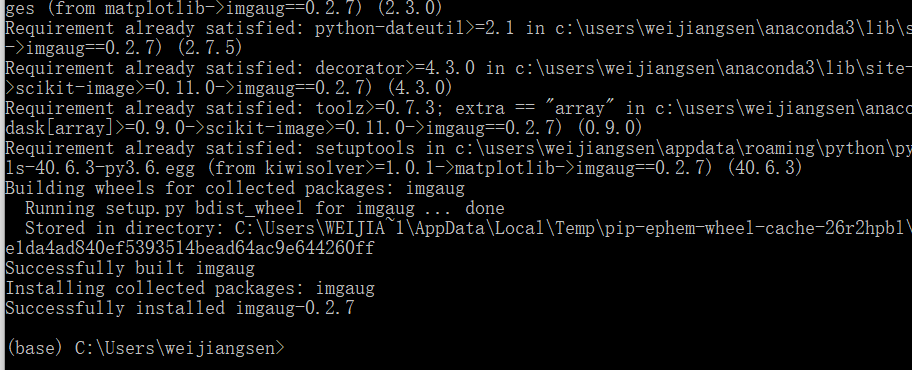 ges (from matplotlib->imgaug==0.2.7) (2.3.0)
Requirement already satisfied: python-dateutil>=2.1 in c:\users\weijiangsen\anaconda3\lib\s
->imgaug==0.2.7) (2.7.5)
Requirement already satisfied: decorator>=4.3.0 in c:\users\weijiangsen\anaconda3\lib\site-
>scikit-image>=0.11.0->imgaug==0.2.7) (4.3.0)
Requirement already satisfied: toolz>=0.7.3; extra == "array" in c:\users\weijiangsen\anaco
dask[array]>=0.9.0->scikit-image>=0.11.0->imgaug==0.2.7) (0.9.0)
Requirement already satisfied: setuptools in c:\users\weijiangsen\appdata\roaming\python\py
ls-40.6.3-py3.6.egg (from kiwisolver>=1.0.1->matplotlib->imgaug==0.2.7) (40.6.3)
Building wheels for collected packages: imgaug
  Running setup.py bdist_wheel for imgaug ... done
  Stored in directory: C:\Users\WEIJIA~1\AppData\Local\Temp\pip-ephem-wheel-cache-26r2hpbl\
e1da4ad840ef5393514bead64ac9e644260ff
Successfully built imgaug
Installing collected packages: imgaug
Successfully installed imgaug-0.2.7
(base) C:\Users\weijiangsen>